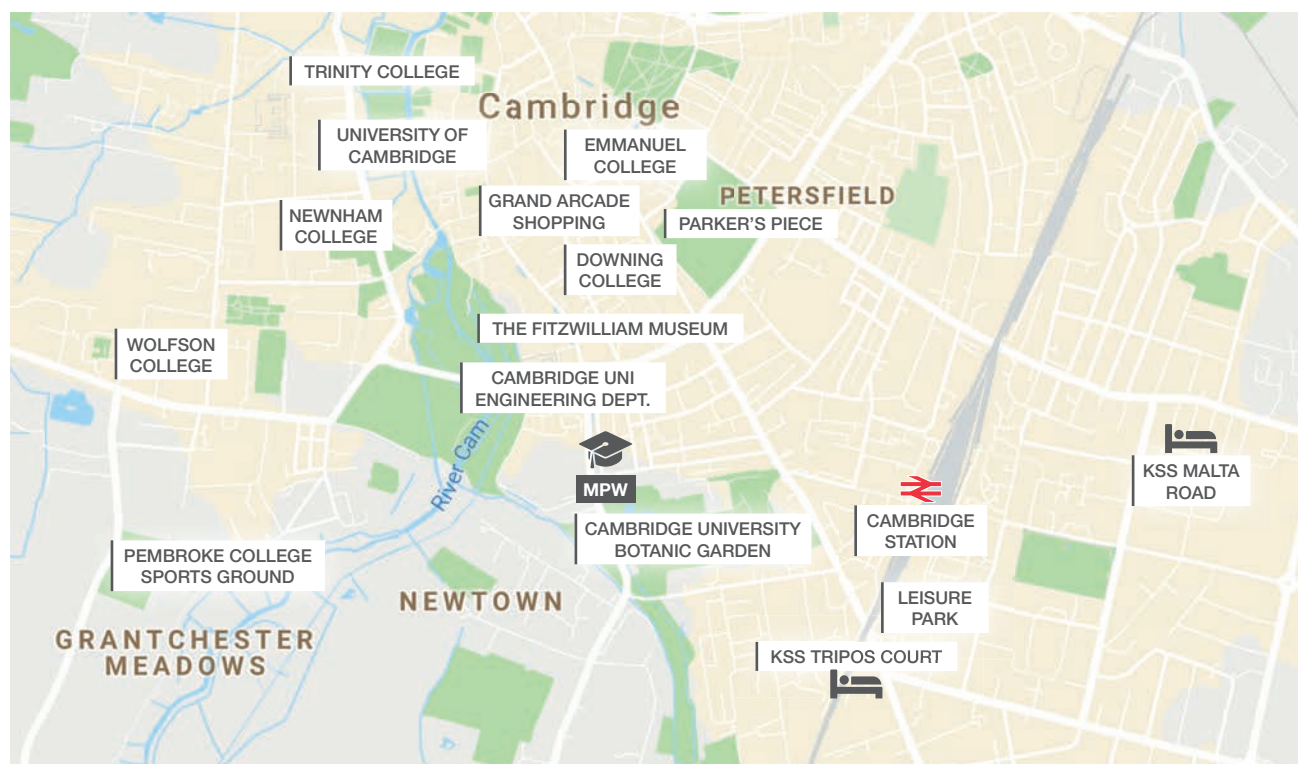 TRINITY COLLEGE
Cambridge
UNIVERSITY OF
CAMBRIDGE
EMMANUEL
COLLEGE
PETERSFIELD
GRAND ARCADE
SHOPPING
NEWNHAM
COLLEGE
PARKER’S PIECE
DOWNING
COLLEGE
THE FITZWILLIAM MUSEUM
WOLFSON
COLLEGE
CAMBRIDGE UNI
ENGINEERING DEPT.
River Cam
MPW
KSS MALTA
ROAD
CAMBRIDGE UNIVERSITY
BOTANIC GARDEN
CAMBRIDGE
STATION
PEMBROKE COLLEGE
SPORTS GROUND
NEWTOWN
LEISURE
PARK
GRANTCHESTER
MEADOWS
KSS TRIPOS COURT